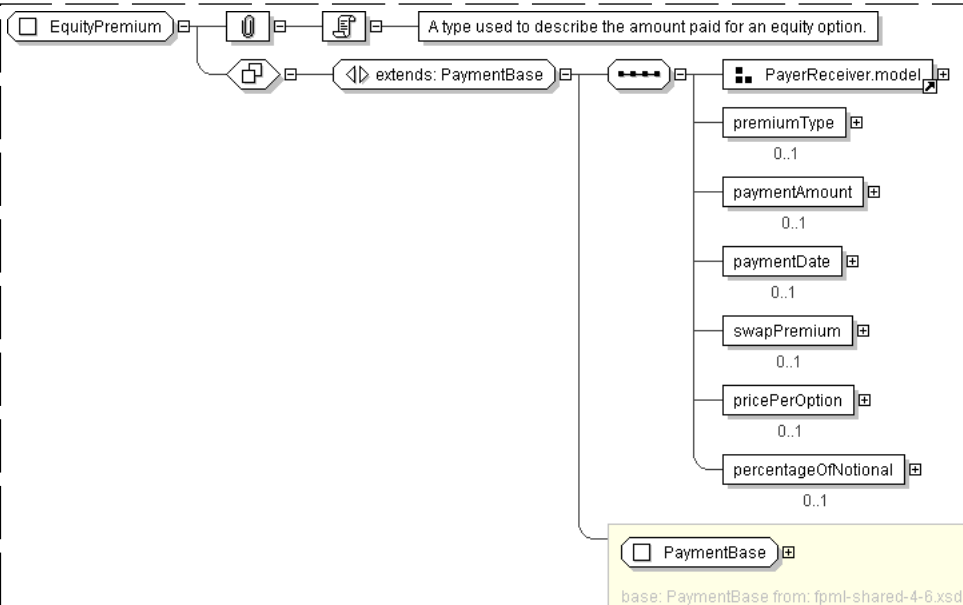 EquityPremium
A type used to describe the amount paid for an equity option.
extends: PaymentBase
PayerReceiver.model
premiumType
0..1
paymentAmount
0..1
paymentDate
0..1
swapPremium
0..1
pricePerOption
0..1
percentageOfNotional
0..1
PaymentBase
base: PaymentBase from: fpml-shared-4-6.xsd